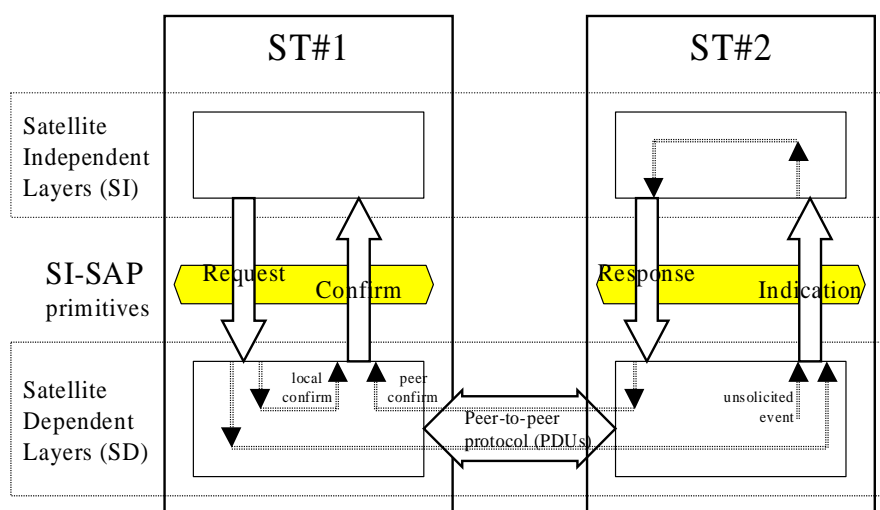 ST#1
ST#2
Satellite
Independent
Layers (SI)
SI-SAP
primitives
Request
Confirm
Response
Indication
Satellite
Dependent
Layers (SD)
local
confirm
peer
confirm
Peer-to-peer
protocol (PDUs)
unsolicited
event